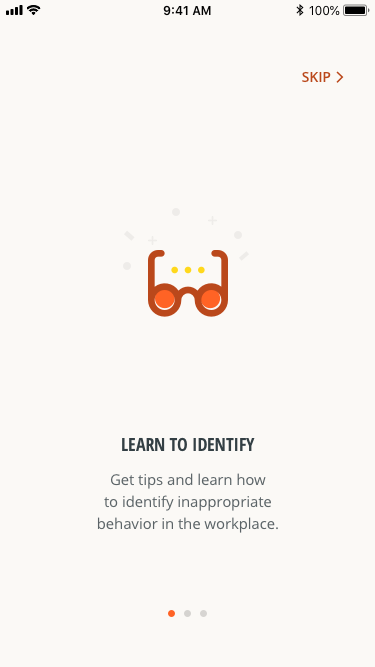 9:41 AM
100%
SKIP
LEARN TO IDENTIFY
Get tips and learn how
to identify inappropriate
behavior in the workplace.